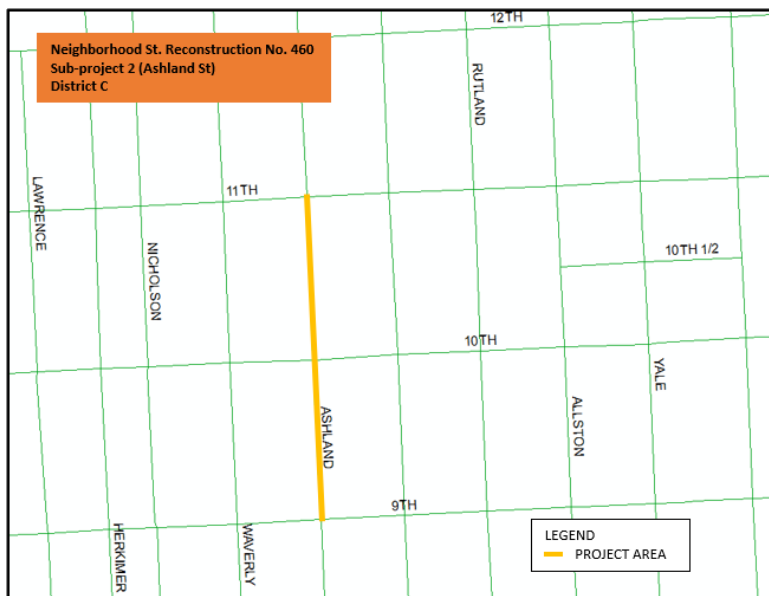 12TH
Neighborhood St. Reconstruction No. 460
Sub-project 2 (Ashland St)
District C
RUTLAND
LAWRENCE
11TH
NICHOLSON
10TH 1/2
10TH
YALE
ASHLAND
ALLSTON
9TH
HERKIMER
WAVERLY
LEGEND
PROJECT AREA